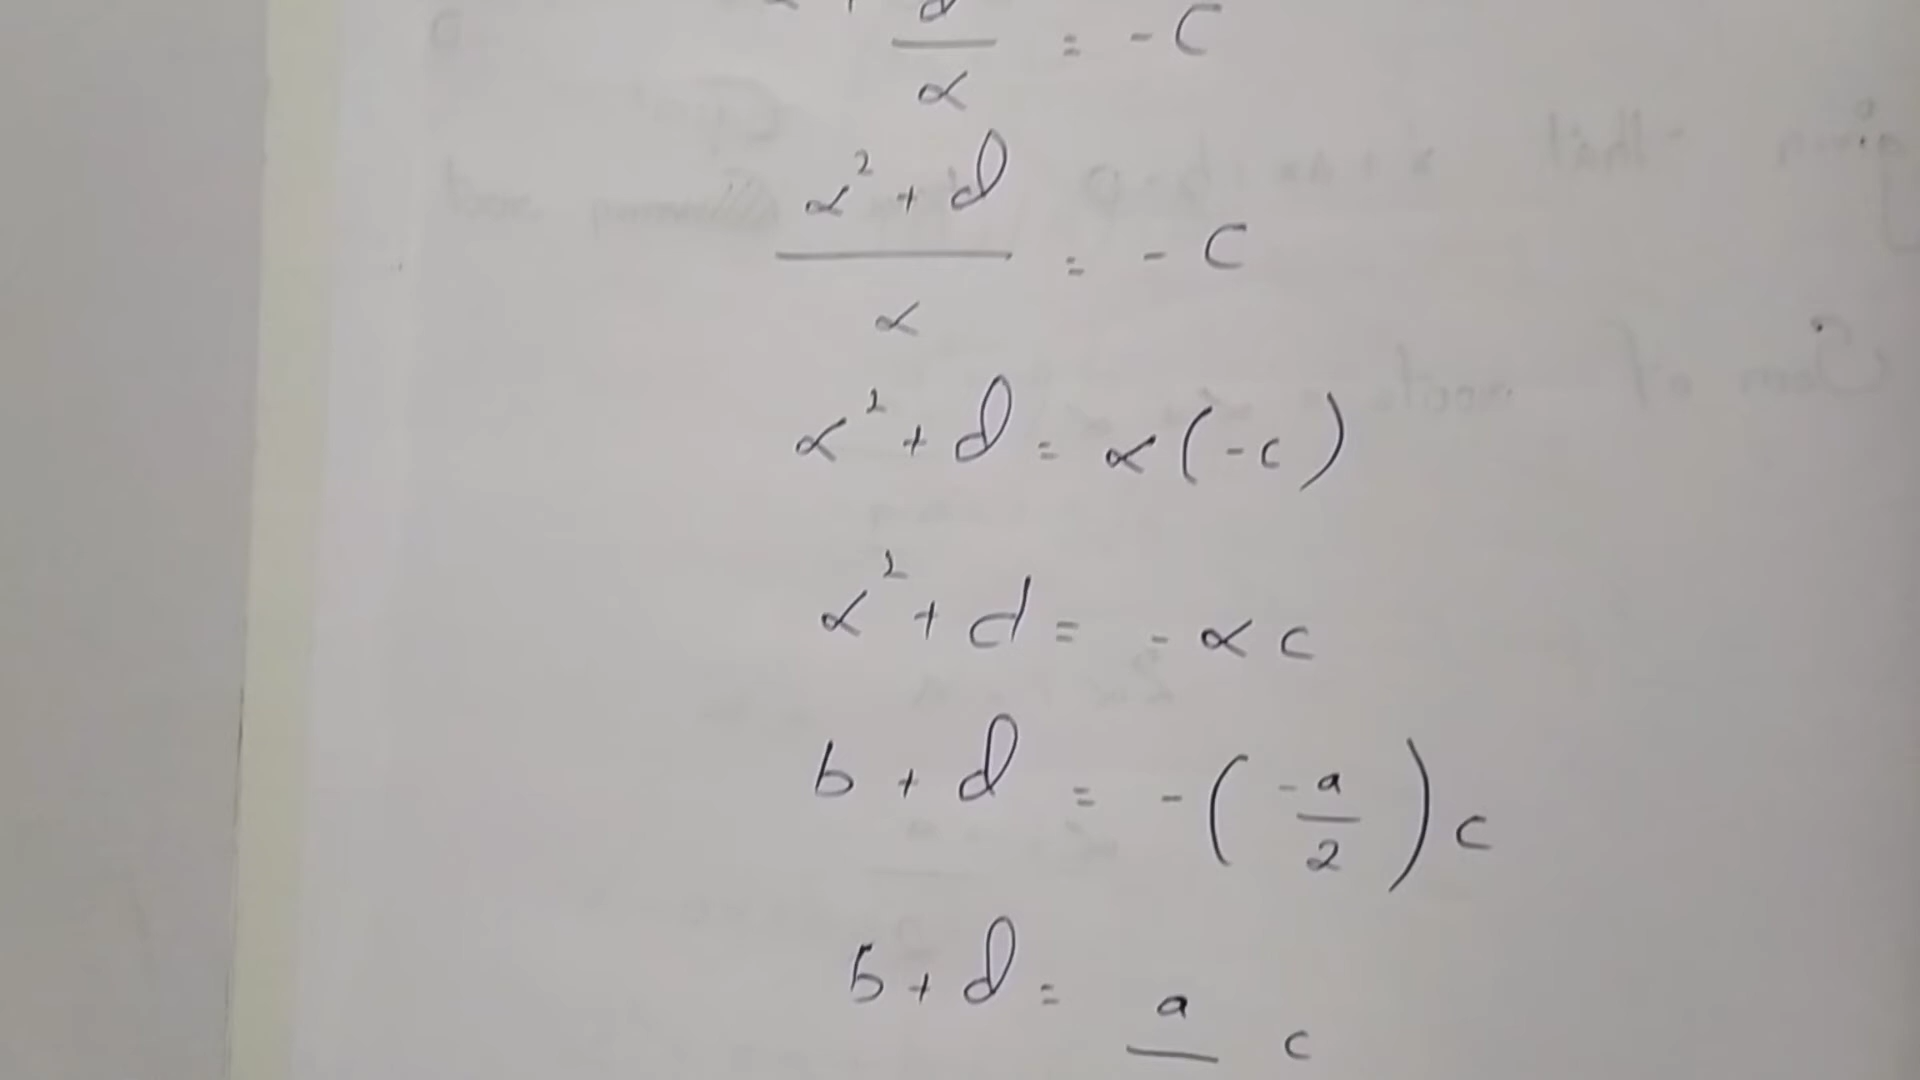 α + d/α = -c
(α² + d)/α = -c
α² + d = α(-c)
α² + d = -αc
b + d = -(-a/2)c
b + d = a/ c